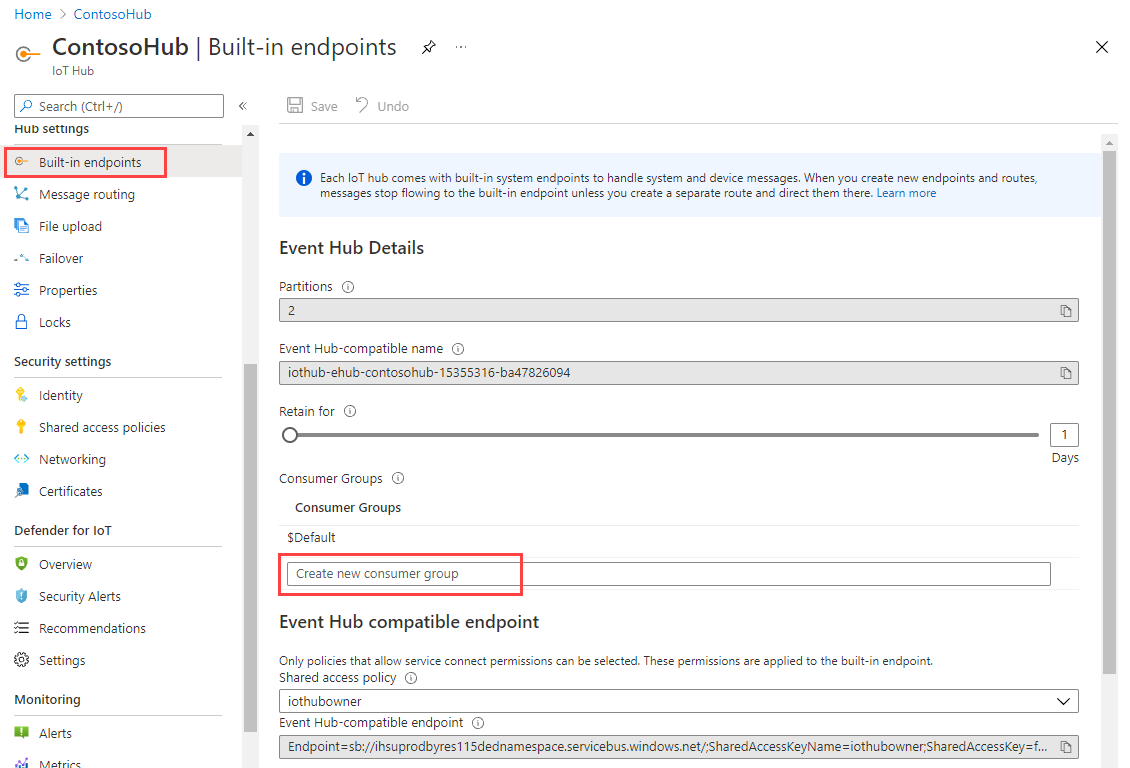 Home > ContosoHub
ContosoHub | Built-in endpoints ...
IoT Hub
Search (Ctrl+/) «
Hub settings
Built-in endpoints
Message routing
File upload
Failover
Properties
Locks
Security settings
Identity
Shared access policies
Networking
Certificates
Defender for IoT
Overview
Security Alerts
Recommendations
Settings
Monitoring
Alerts
Metrics
Save Undo
Each IoT hub comes with built-in system endpoints to handle system and device messages. When you create new endpoints and routes,
messages stop flowing to the built-in endpoint unless you create a separate route and direct them there. Learn more
Event Hub Details
Partitions
2
Event Hub-compatible name
iothub-ehub-contosohub-15355316-ba47826094
Retain for
1
Days
Consumer Groups
Consumer Groups
$Default
Create new consumer group
Event Hub compatible endpoint
Only policies that allow service connect permissions can be selected. These permissions are applied to the built-in endpoint.
Shared access policy
iothubowner
Event Hub-compatible endpoint
Endpoint=sb://ihsuprodbyres115dednamespace.servicebus.windows.net/;SharedAccessKeyName=iothubowner;SharedAccessKey=f...